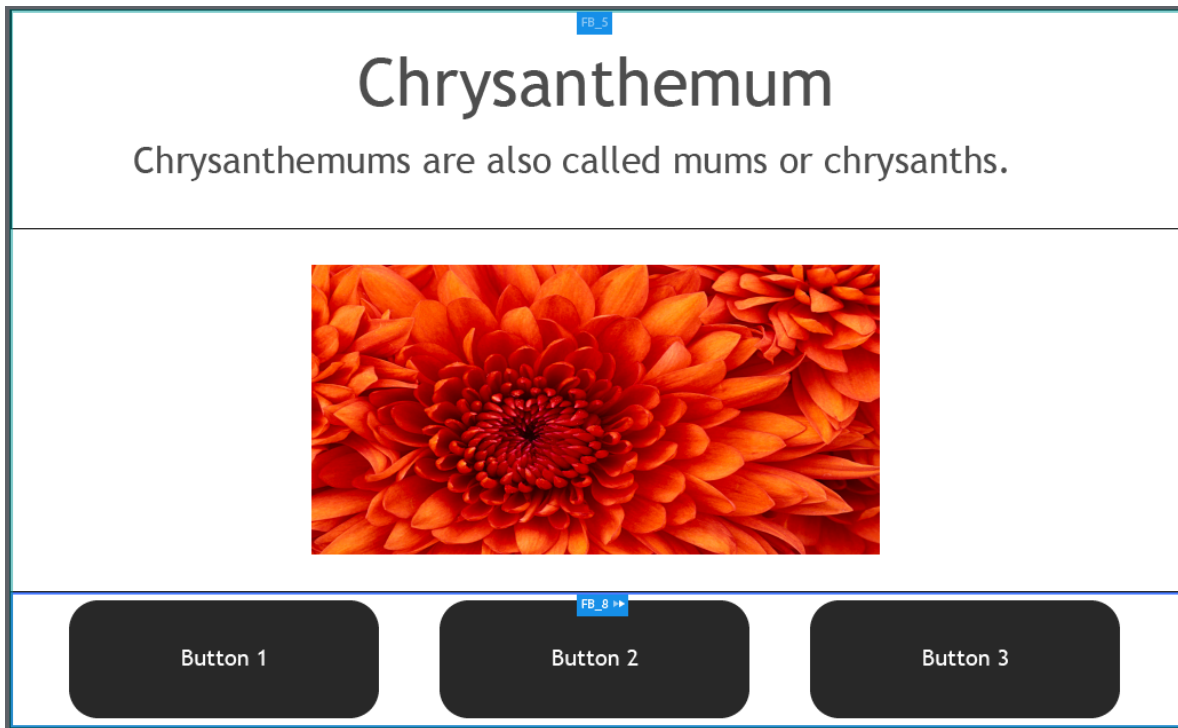 FB_5
Chrysanthemum
Chrysanthemums are also called mums or chrysanths.
FB_8
Button 1
Button 2
Button 3